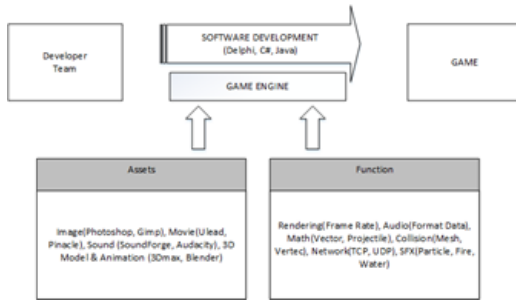 Developer
Team
SOFTWARE DEVELOPMENT
(Delphi, C#, Java)
GAME ENGINE
GAME
Assets
Image(Photoshop, Gimp), Movie(Ulead,
Pinacle), Sound (SoundForge, Audacity), 3D
Model & Animation (3Dmax, Blender)
Function
Rendering(Frame Rate), Audio(Format Data),
Math(Vector, Projectile), Collision(Mesh,
Vertec), Network(TCP, UDP), SFX(Particle, Fire,
Water)